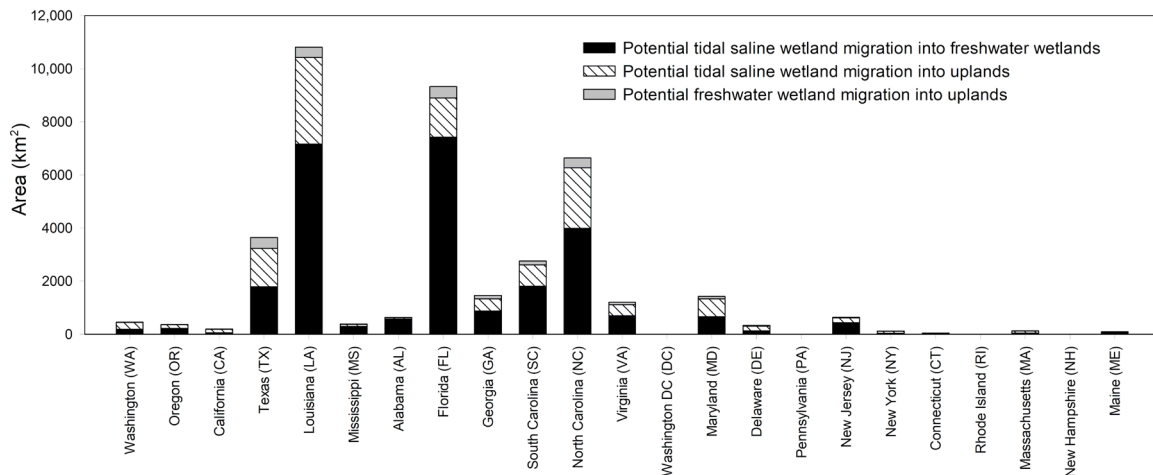 12,000
10,000
8000
6000
4000
2000
0
Area (km²)
Potential tidal saline wetland migration into freshwater wetlands
Potential tidal saline wetland migration into uplands
Potential freshwater wetland migration into uplands
Washington (WA)
Oregon (OR)
California (CA)
Texas (TX)
Louisiana (LA)
Mississippi (MS)
Alabama (AL)
Florida (FL)
Georgia (GA)
South Carolina (SC)
North Carolina (NC)
Virginia (VA)
Washington DC (DC)
Maryland (MD)
Delaware (DE)
Pennsylvania (PA)
New Jersey (NJ)
New York (NY)
Connecticut (CT)
Rhode Island (RI)
Massachusetts (MA)
New Hampshire (NH)
Maine (ME)